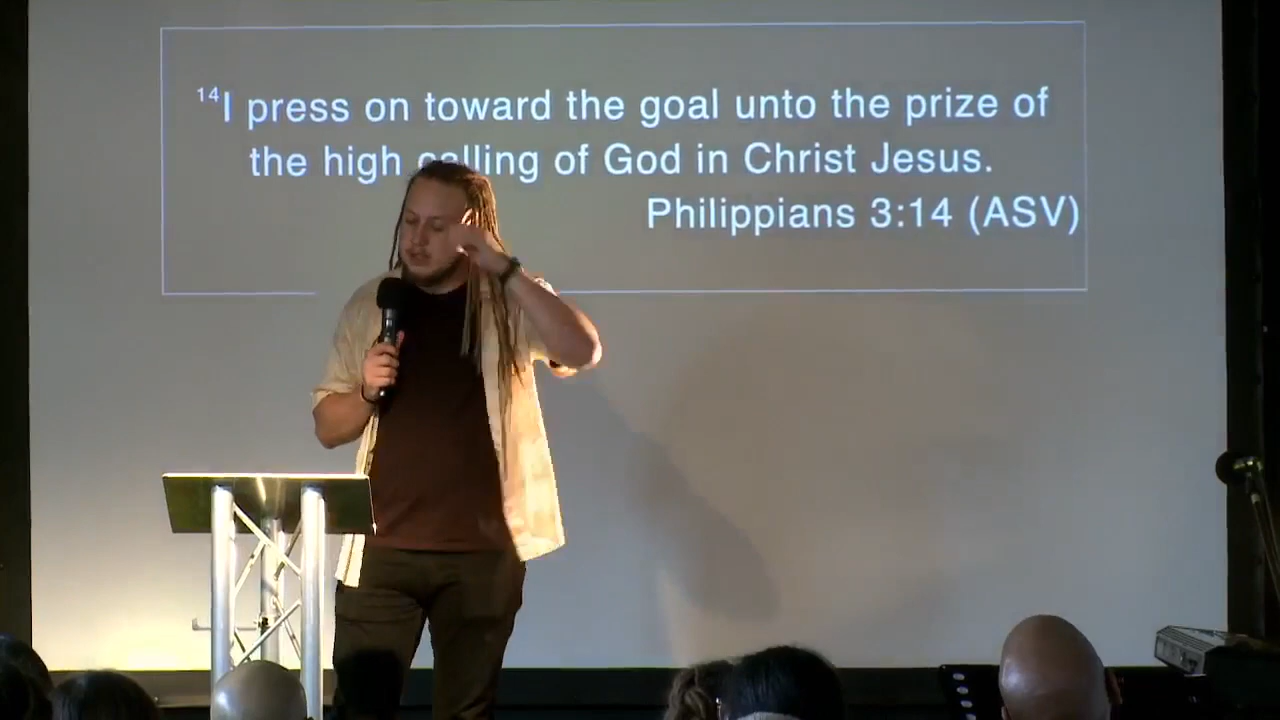 14I press on toward the goal unto the prize of
the high calling of God in Christ Jesus.
Philippians 3:14 (ASV)